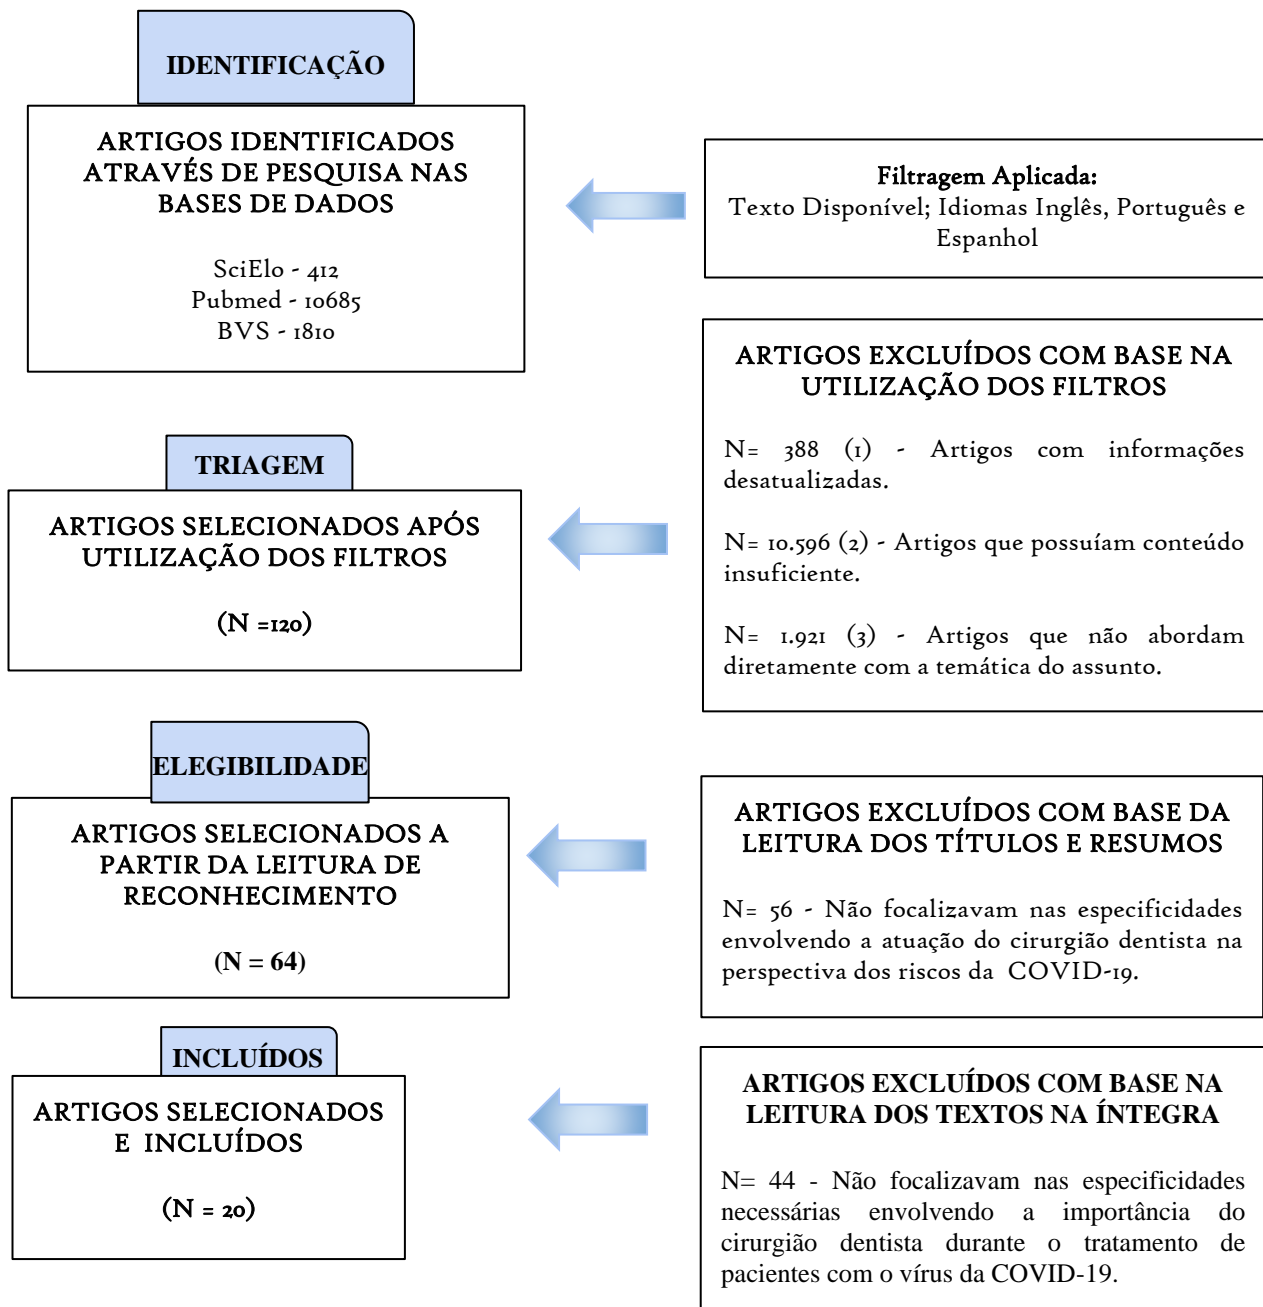 IDENTIFICAÇÃO
ARTIGOS IDENTIFICADOS
ATRAVÉS DE PESQUISA NAS
BASES DE DADOS
SciElo - 412
Pubmed - 10685
BVS - 1810
Filtragem Aplicada:
Texto Disponível; Idiomas Inglês, Português e
Espanhol
TRIAGEM
ARTIGOS SELECIONADOS APÓS
UTILIZAÇÃO DOS FILTROS
(N =120)
ARTIGOS EXCLUÍDOS COM BASE NA
UTILIZAÇÃO DOS FILTROS
N= 388 (1) - Artigos com informações
desatualizadas.
N= 10.596 (2) - Artigos que possuíam conteúdo
insuficiente.
N= 1.921 (3) - Artigos que não abordam
diretamente com a temática do assunto.
ELEGIBILIDADE
ARTIGOS SELECIONADOS A
PARTIR DA LEITURA DE
RECONHECIMENTO
(N = 64)
ARTIGOS EXCLUÍDOS COM BASE DA
LEITURA DOS TÍTULOS E RESUMOS
N= 56 - Não focalizavam nas especificidades
envolvendo a atuação do cirurgião dentista na
perspectiva dos riscos da COVID-19.
INCLUÍDOS
ARTIGOS SELECIONADOS
E INCLUÍDOS
(N = 20)
ARTIGOS EXCLUÍDOS COM BASE NA
LEITURA DOS TEXTOS NA ÍNTEGRA
N= 44 - Não focalizavam nas especificidades
necessárias envolvendo a importância do
cirurgião dentista durante o tratamento de
pacientes com o vírus da COVID-19.